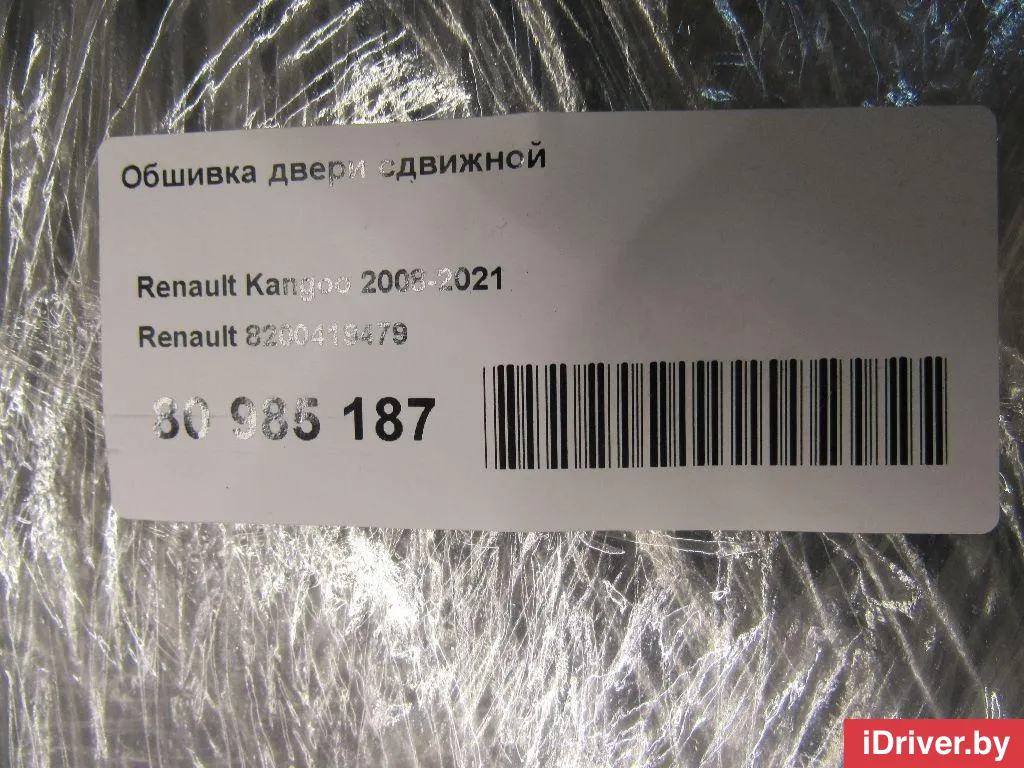 Обшивка двери сдвижной
Renault Kangoo 2008-2021
Renault 8200419479
80 985 187
iDriver.by